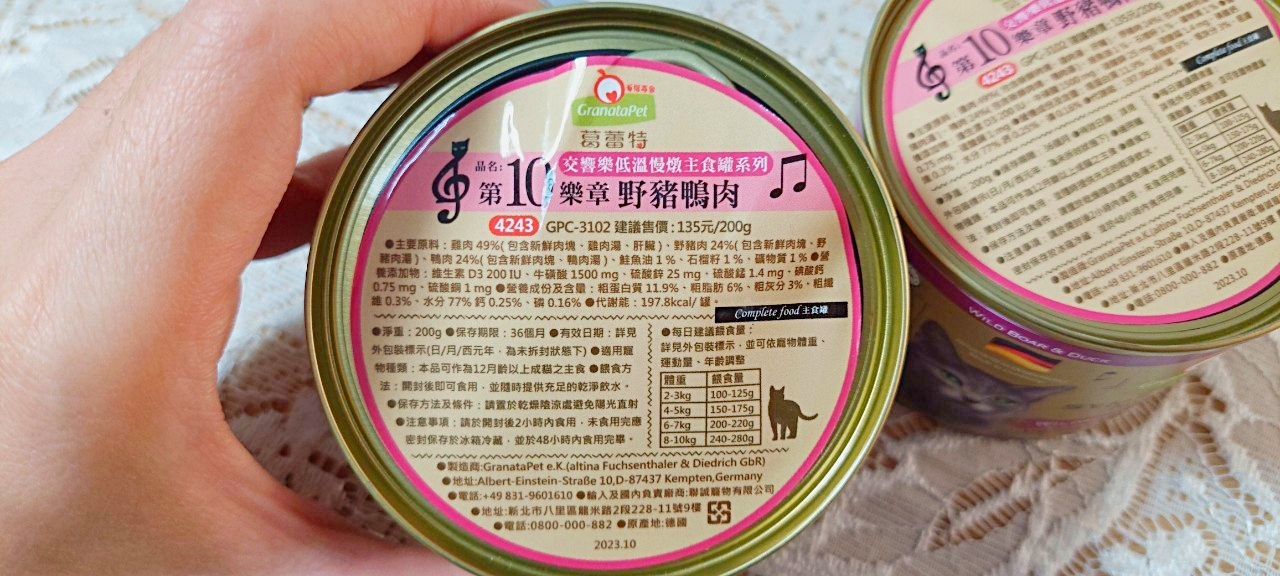 葛蕾特專家
GranataPet
葛蕾特
品名:
交響樂低溫慢燉主食罐系列
第10樂章 野豬鴨肉
4243 GPC-3102 建議售價:135元/200g
●主要原料:雞肉 49%(包含新鮮肉塊、雞肉湯、肝臟)、野豬肉 24%(包含新鮮肉塊、野
豬肉湯)、鴨肉 24%(包含新鮮肉塊、鴨肉湯)、鮭魚油 1%、石榴籽 1%、礦物質 1% ●營
養添加物:維生素 D3 200 IU、牛磺酸 1500 mg、硫酸鋅 25 mg、硫酸錳 1.4 mg、碘酸鈣
0.75 mg、硫酸銅 1 mg ●營養成份及含量:粗蛋白質 11.9%、粗脂肪 6%、粗灰分 3%、粗纖
維 0.3%、水分 77% 鈣 0.25%、磷 0.16% ●代謝能:197.8kcal/罐。
Complete food 主食罐
●淨重:200g ●保存期限:36個月 ●有效日期:詳見
外包裝標示(日/月/西元年,為未拆封狀態下) ●適用寵
物種類:本品可作為12月齡以上成貓之主食 ●餵食方
法:開封後即可食用,並隨時提供充足的乾淨飲水。
●保存方法及條件:請置於乾燥陰涼處避免陽光直射
●注意事項:請於開封後2小時內食用,未食用完應
密封保存於冰箱冷藏,並於48小時內食用完畢。
●每日建議餵食量:
詳見外包裝標示,並可依寵物體重、
運動量、年齡調整
體重 餵食量
2-3kg 100-125g
4-5kg 150-175g
6-7kg 200-220g
8-10kg 240-280g
●製造商:GranataPet e.K.(altina Fuchsenthaler & Diedrich GbR)
●地址:Albert-Einstein-Straße 10,D-87437 Kempten,Germany
●電話:+49 831-9601610 ●輸入及國內負責廠商:聯誠寵物有限公司
●地址:新北市八里區龍米路2段228-11號9樓
●電話:0800-000-882 ●原產地:德國
2023.10
第10樂章 野豬鴨
4243
Complete food 主食罐
2023.10
WILD BOAR & DUCK